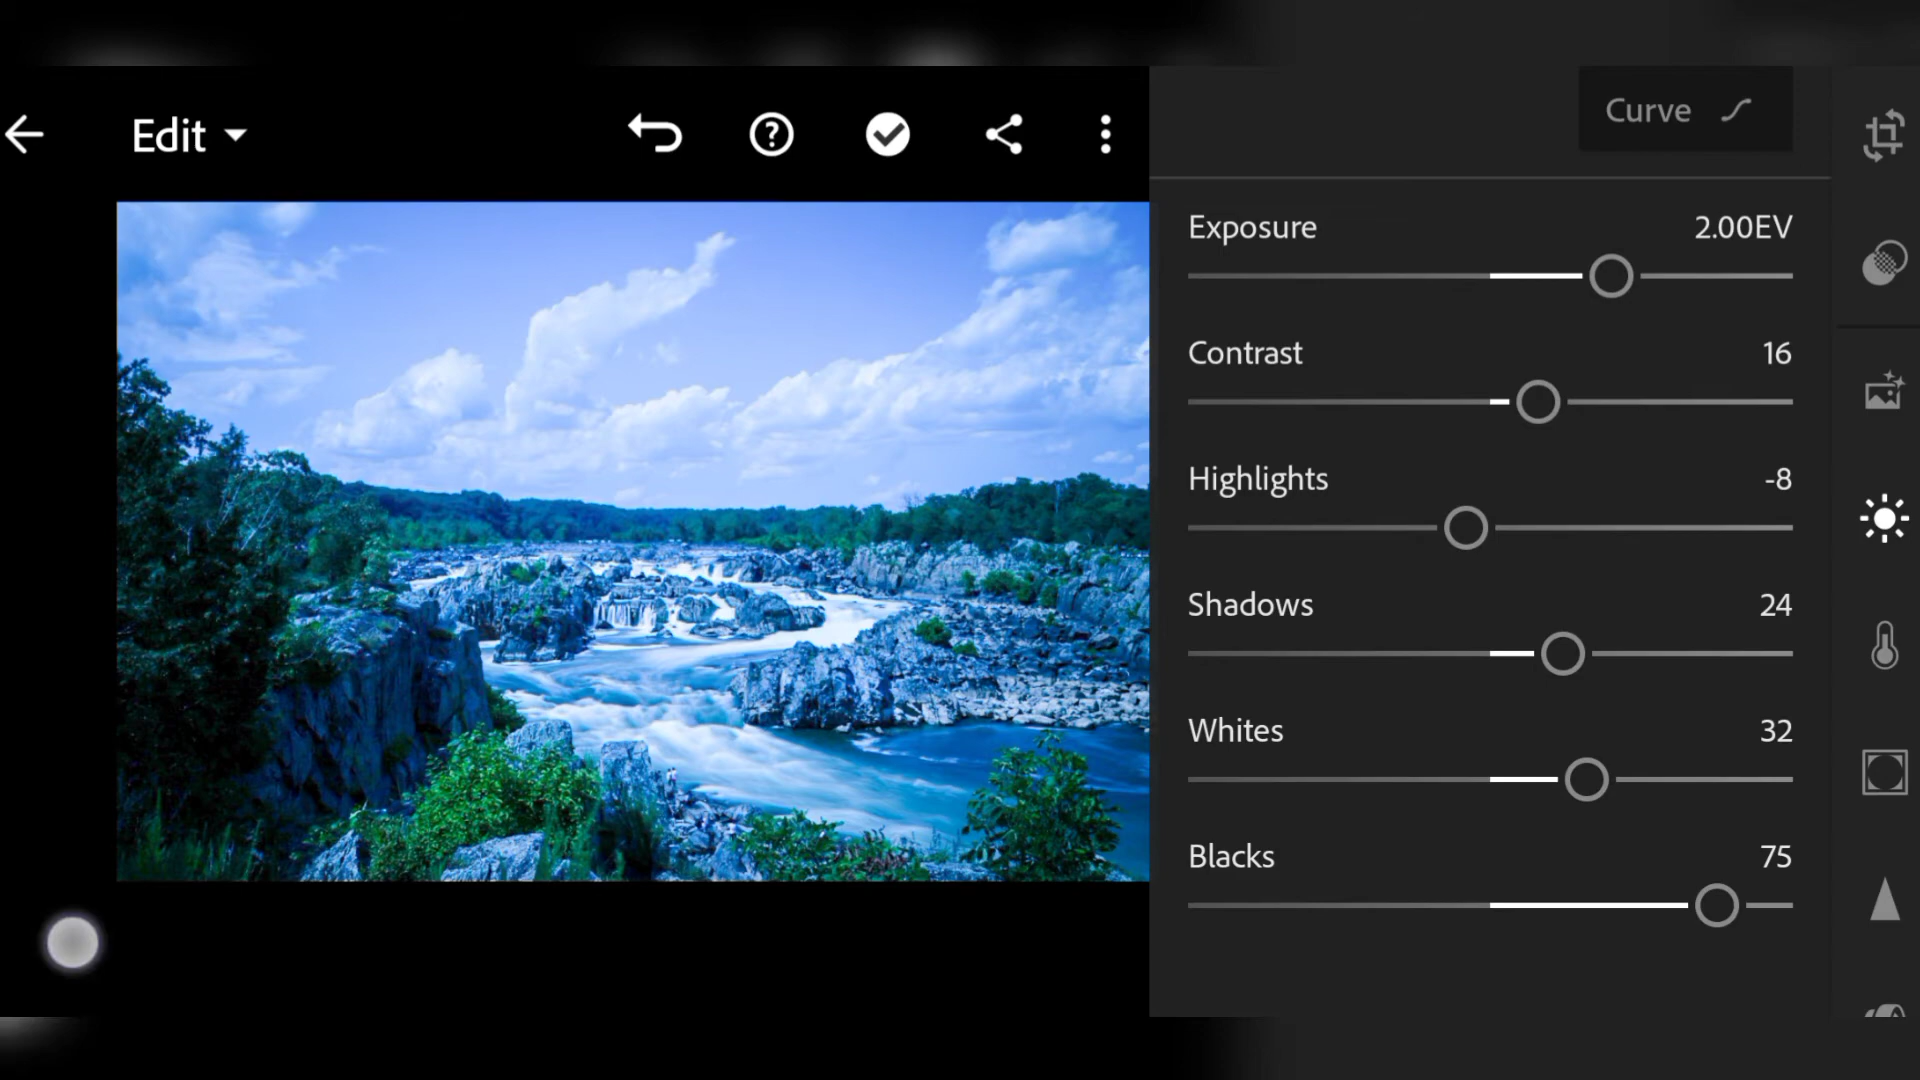 Edit
Curve
Exposure 2.00EV
Contrast 16
Highlights -8
Shadows 24
Whites 32
Blacks 75